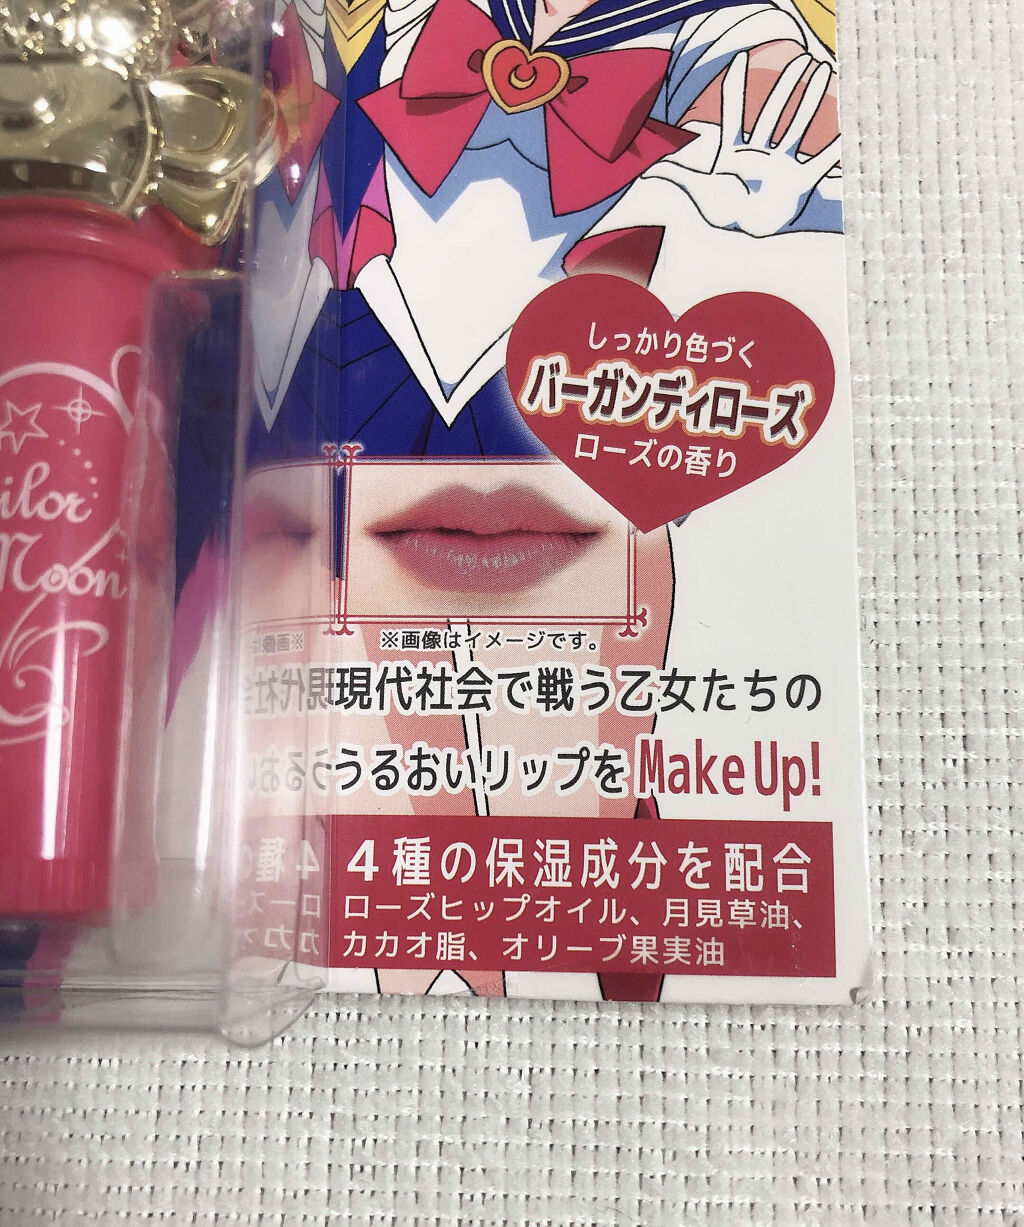 しっかり色づく
バーガンディローズ
ローズの香り
Moon
※画像はイメージです。
現代社会で戦う乙女たちの
うるおいリップをMake Up!
4種の保湿成分を配合
ローズヒップオイル、月見草油、
カカオ脂、オリーブ果実油